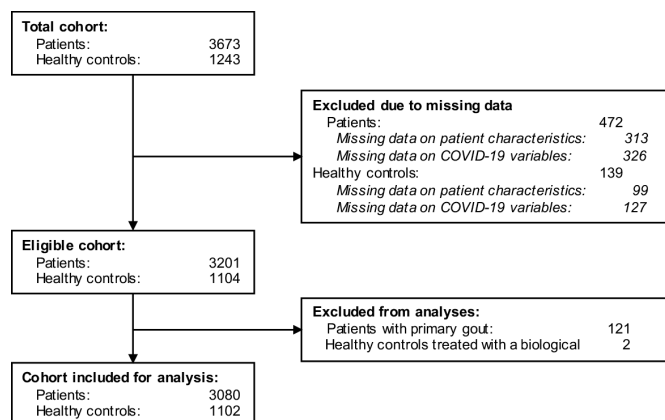 Total cohort:
Patients: 3673
Healthy controls: 1243
Excluded due to missing data
Patients: 472
Missing data on patient characteristics: 313
Missing data on COVID-19 variables: 326
Healthy controls: 139
Missing data on patient characteristics: 99
Missing data on COVID-19 variables: 127
Eligible cohort:
Patients: 3201
Healthy controls: 1104
Excluded from analyses:
Patients with primary gout: 121
Healthy controls treated with a biological 2
Cohort included for analysis:
Patients: 3080
Healthy controls: 1102